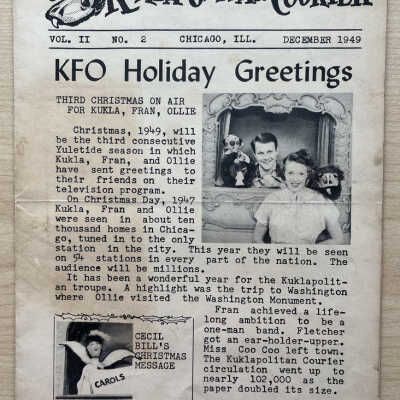 KUKLAPOLITAN COURIER
VOL. II NO. 2 CHICAGO, ILL. DECEMBER 1949
KFO Holiday Greetings
THIRD CHRISTMAS ON AIR
FOR KUKLA, FRAN, OLLIE
Christmas, 1949, will
be the third consecutive
Yuletide season in which
Kukla, Fran, and Ollie
have sent greetings to
their friends on their
television program.
On Christmas Day, 1947
Kukla, Fran and Ollie
were seen in about ten
thousand homes in Chica-
go, tuned in to the only
station in the city. This year they will be seen
on 54 stations in every part of the nation. The
audience will be millions.
It has been a wonderful year for the Kuklapolit-
an troupe. A highlight was the trip to Washington
where Ollie visited the Washington Monument.
CECIL
BILL'S
CHRISTMAS
MESSAGE
CAROLS
Fran achieved a life-
long ambition to be a
one-man band. Fletcher
got an ear-holder-upper.
Miss Coo Coo left town.
The Kuklapolitan Courier
circulation went up to
nearly 102,000 as the
paper doubled its size.